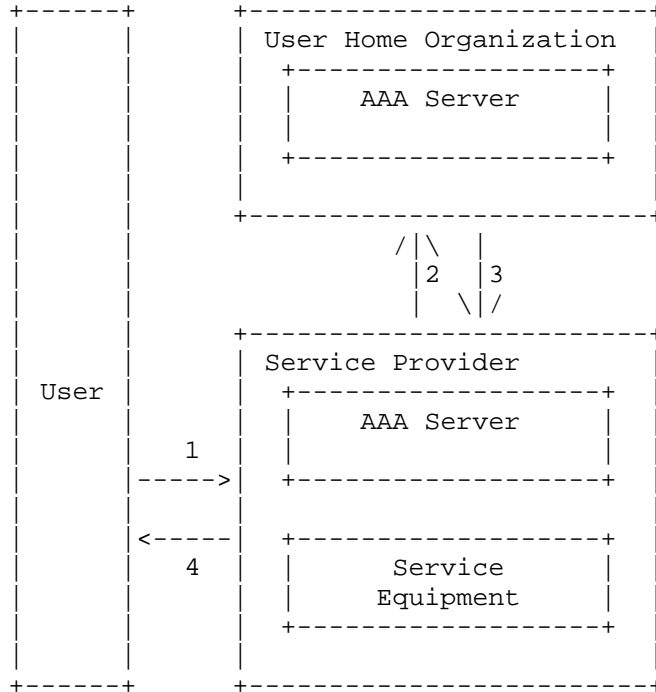 User Home Organization
AAA Server
2 3
Service Provider
User
AAA Server
1
4
Service
Equipment